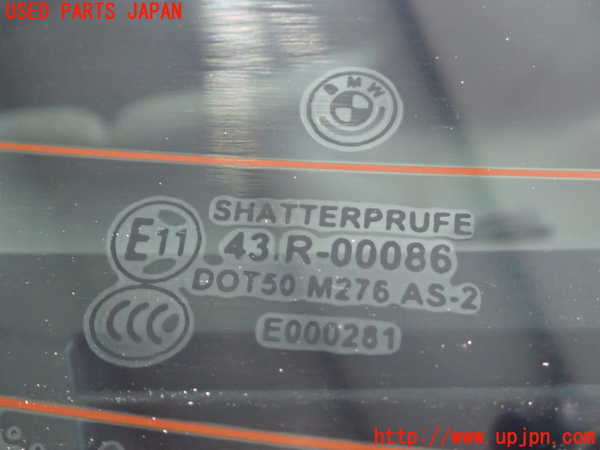 USED PARTS JAPAN
BMW
SHATTERPRUFE
E11
43 R-00086
DOT50 M276 AS-2
CCC
E000281
http://www.upjpn.com/